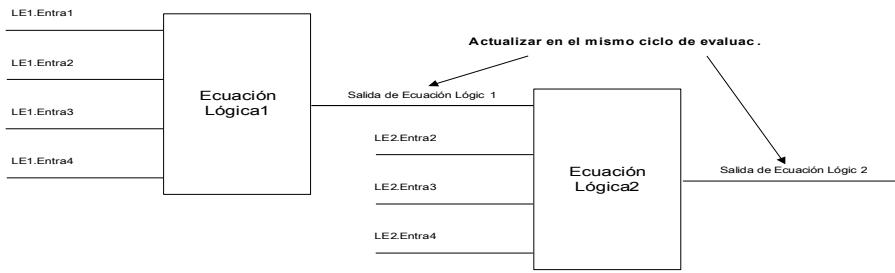 LE1.Entra1
Actualizar en el mismo ciclo de evaluac.
LE1.Entra2
Ecuación
Lógica1
Salida de Ecuación Lógic 1
LE1.Entra3
LE2.Entra2
LE1.Entra4
Ecuación
Lógica2
Salida de Ecuación Lógic 2
LE2.Entra3
LE2.Entra4